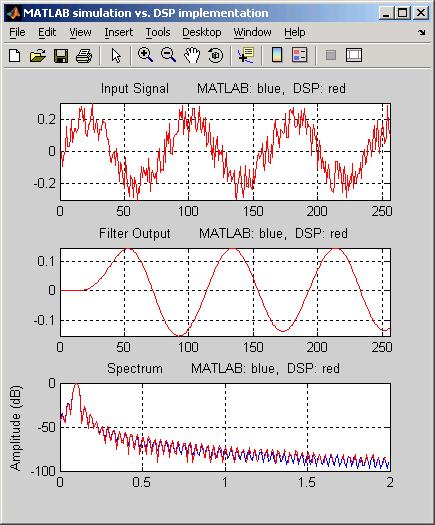 MATLAB simulation vs. DSP implementation
File Edit View Insert Tools Desktop Window Help
Input Signal MATLAB: blue, DSP: red
0.2
0
-0.2
0 50 100 150 200 250
Filter Output MATLAB: blue, DSP: red
0.1
0
-0.1
0 50 100 150 200 250
Spectrum MATLAB: blue, DSP: red
Amplitude (dB)
0
-50
-100
0 0.5 1 1.5 2